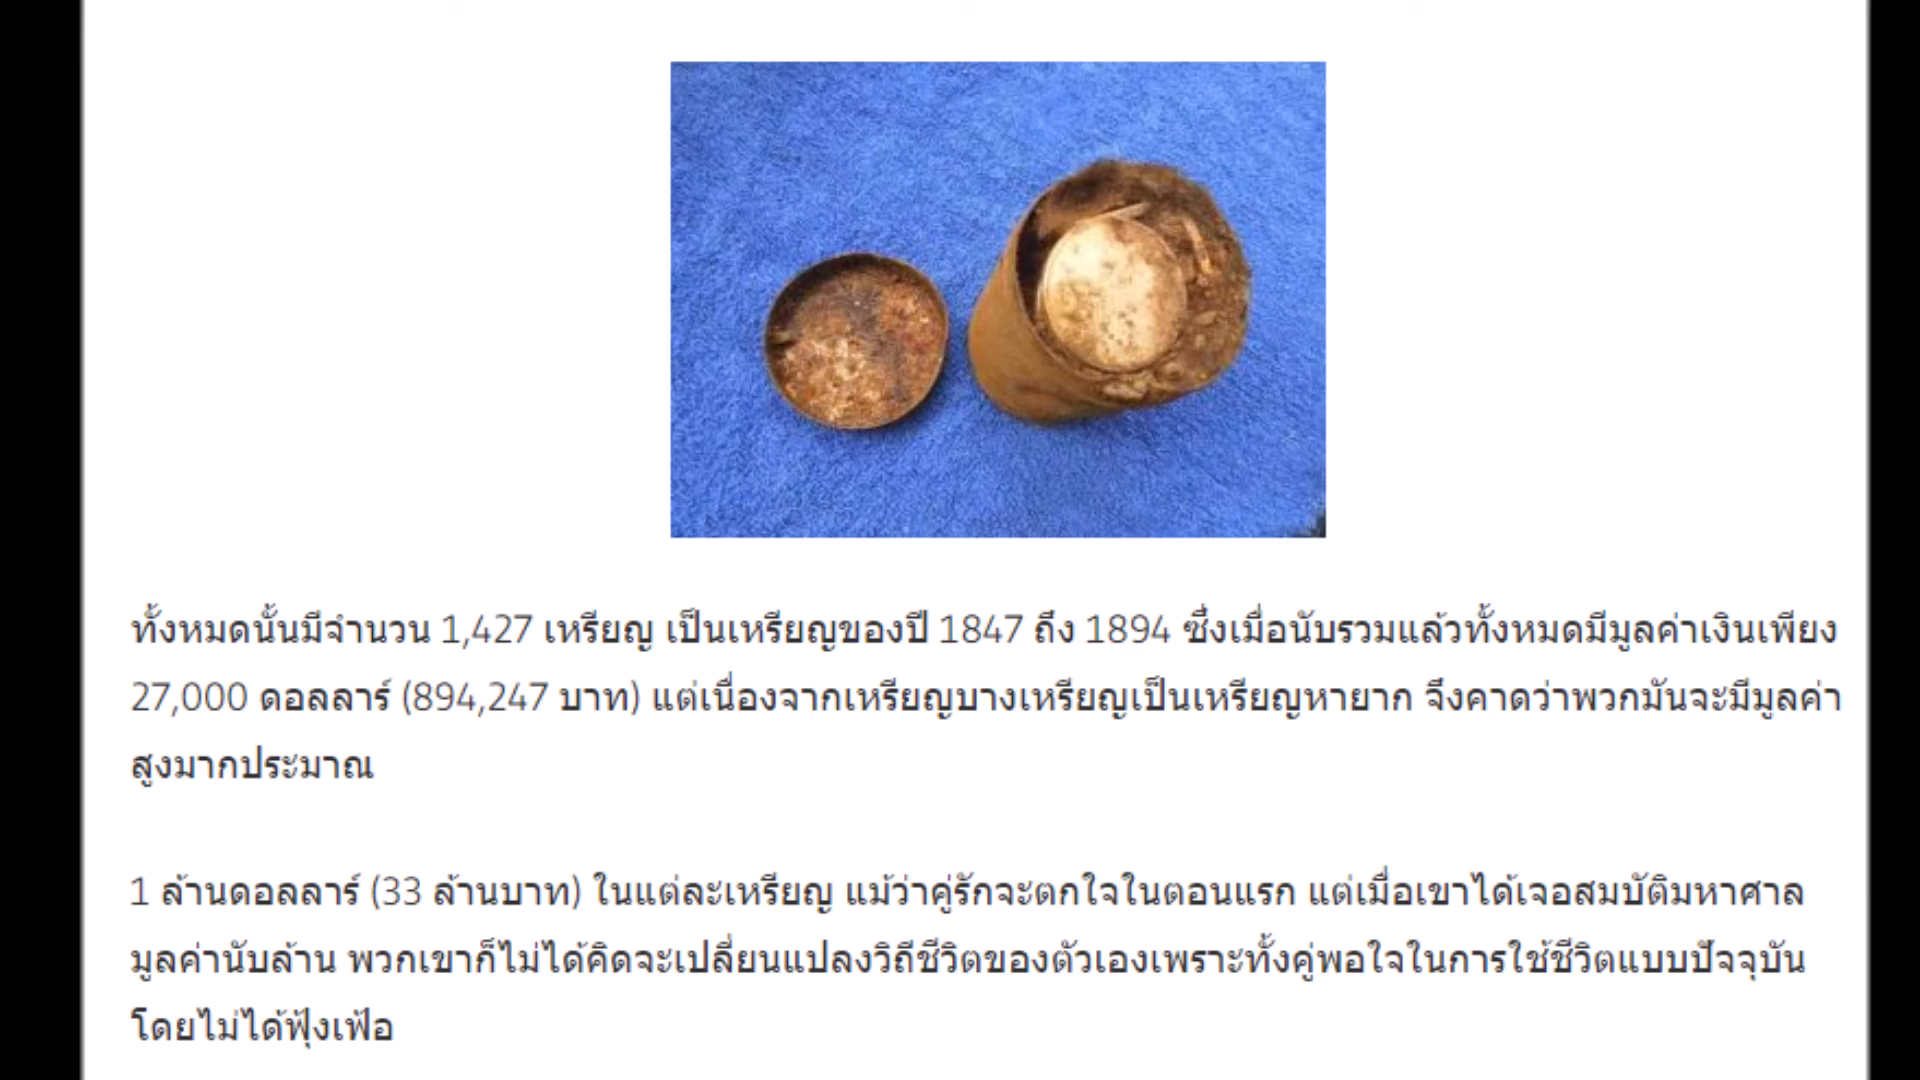 ทั้งหมดนั้นมีจำนวน 1,427 เหรียญ เป็นเหรียญของปี 1847 ถึง 1894 ซึ่งเมื่อนับรวมแล้วทั้งหมดมีมูลค่าเงินเพียง
27,000 ดอลลาร์ (894,247 บาท) แต่เนื่องจากเหรียญบางเหรียญเป็นเหรียญหายาก จึงคาดว่าพวกมันจะมีมูลค่า
สูงมากประมาณ
1 ล้านดอลลาร์ (33 ล้านบาท) ในแต่ละเหรียญ แม้ว่าคู่รักจะตกใจในตอนแรก แต่เมื่อเขาได้เจอสมบัติมหาศาล
มูลค่านับล้าน พวกเขาก็ไม่ได้คิดจะเปลี่ยนแปลงวิถีชีวิตของตัวเองเพราะทั้งคู่พอใจในการใช้ชีวิตแบบปัจจุบัน
โดยไม่ได้ฟุ้งเฟ้อ